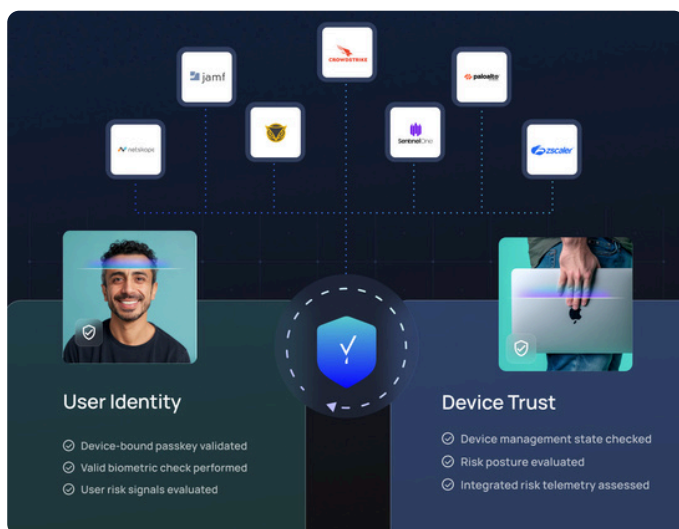 CROWDSTRIKE
jamf
paloalto
netskope
SentinelOne
zscaler
User Identity
Device-bound passkey validated
Valid biometric check performed
User risk signals evaluated
Device Trust
Device management state checked
Risk posture evaluated
Integrated risk telemetry assessed